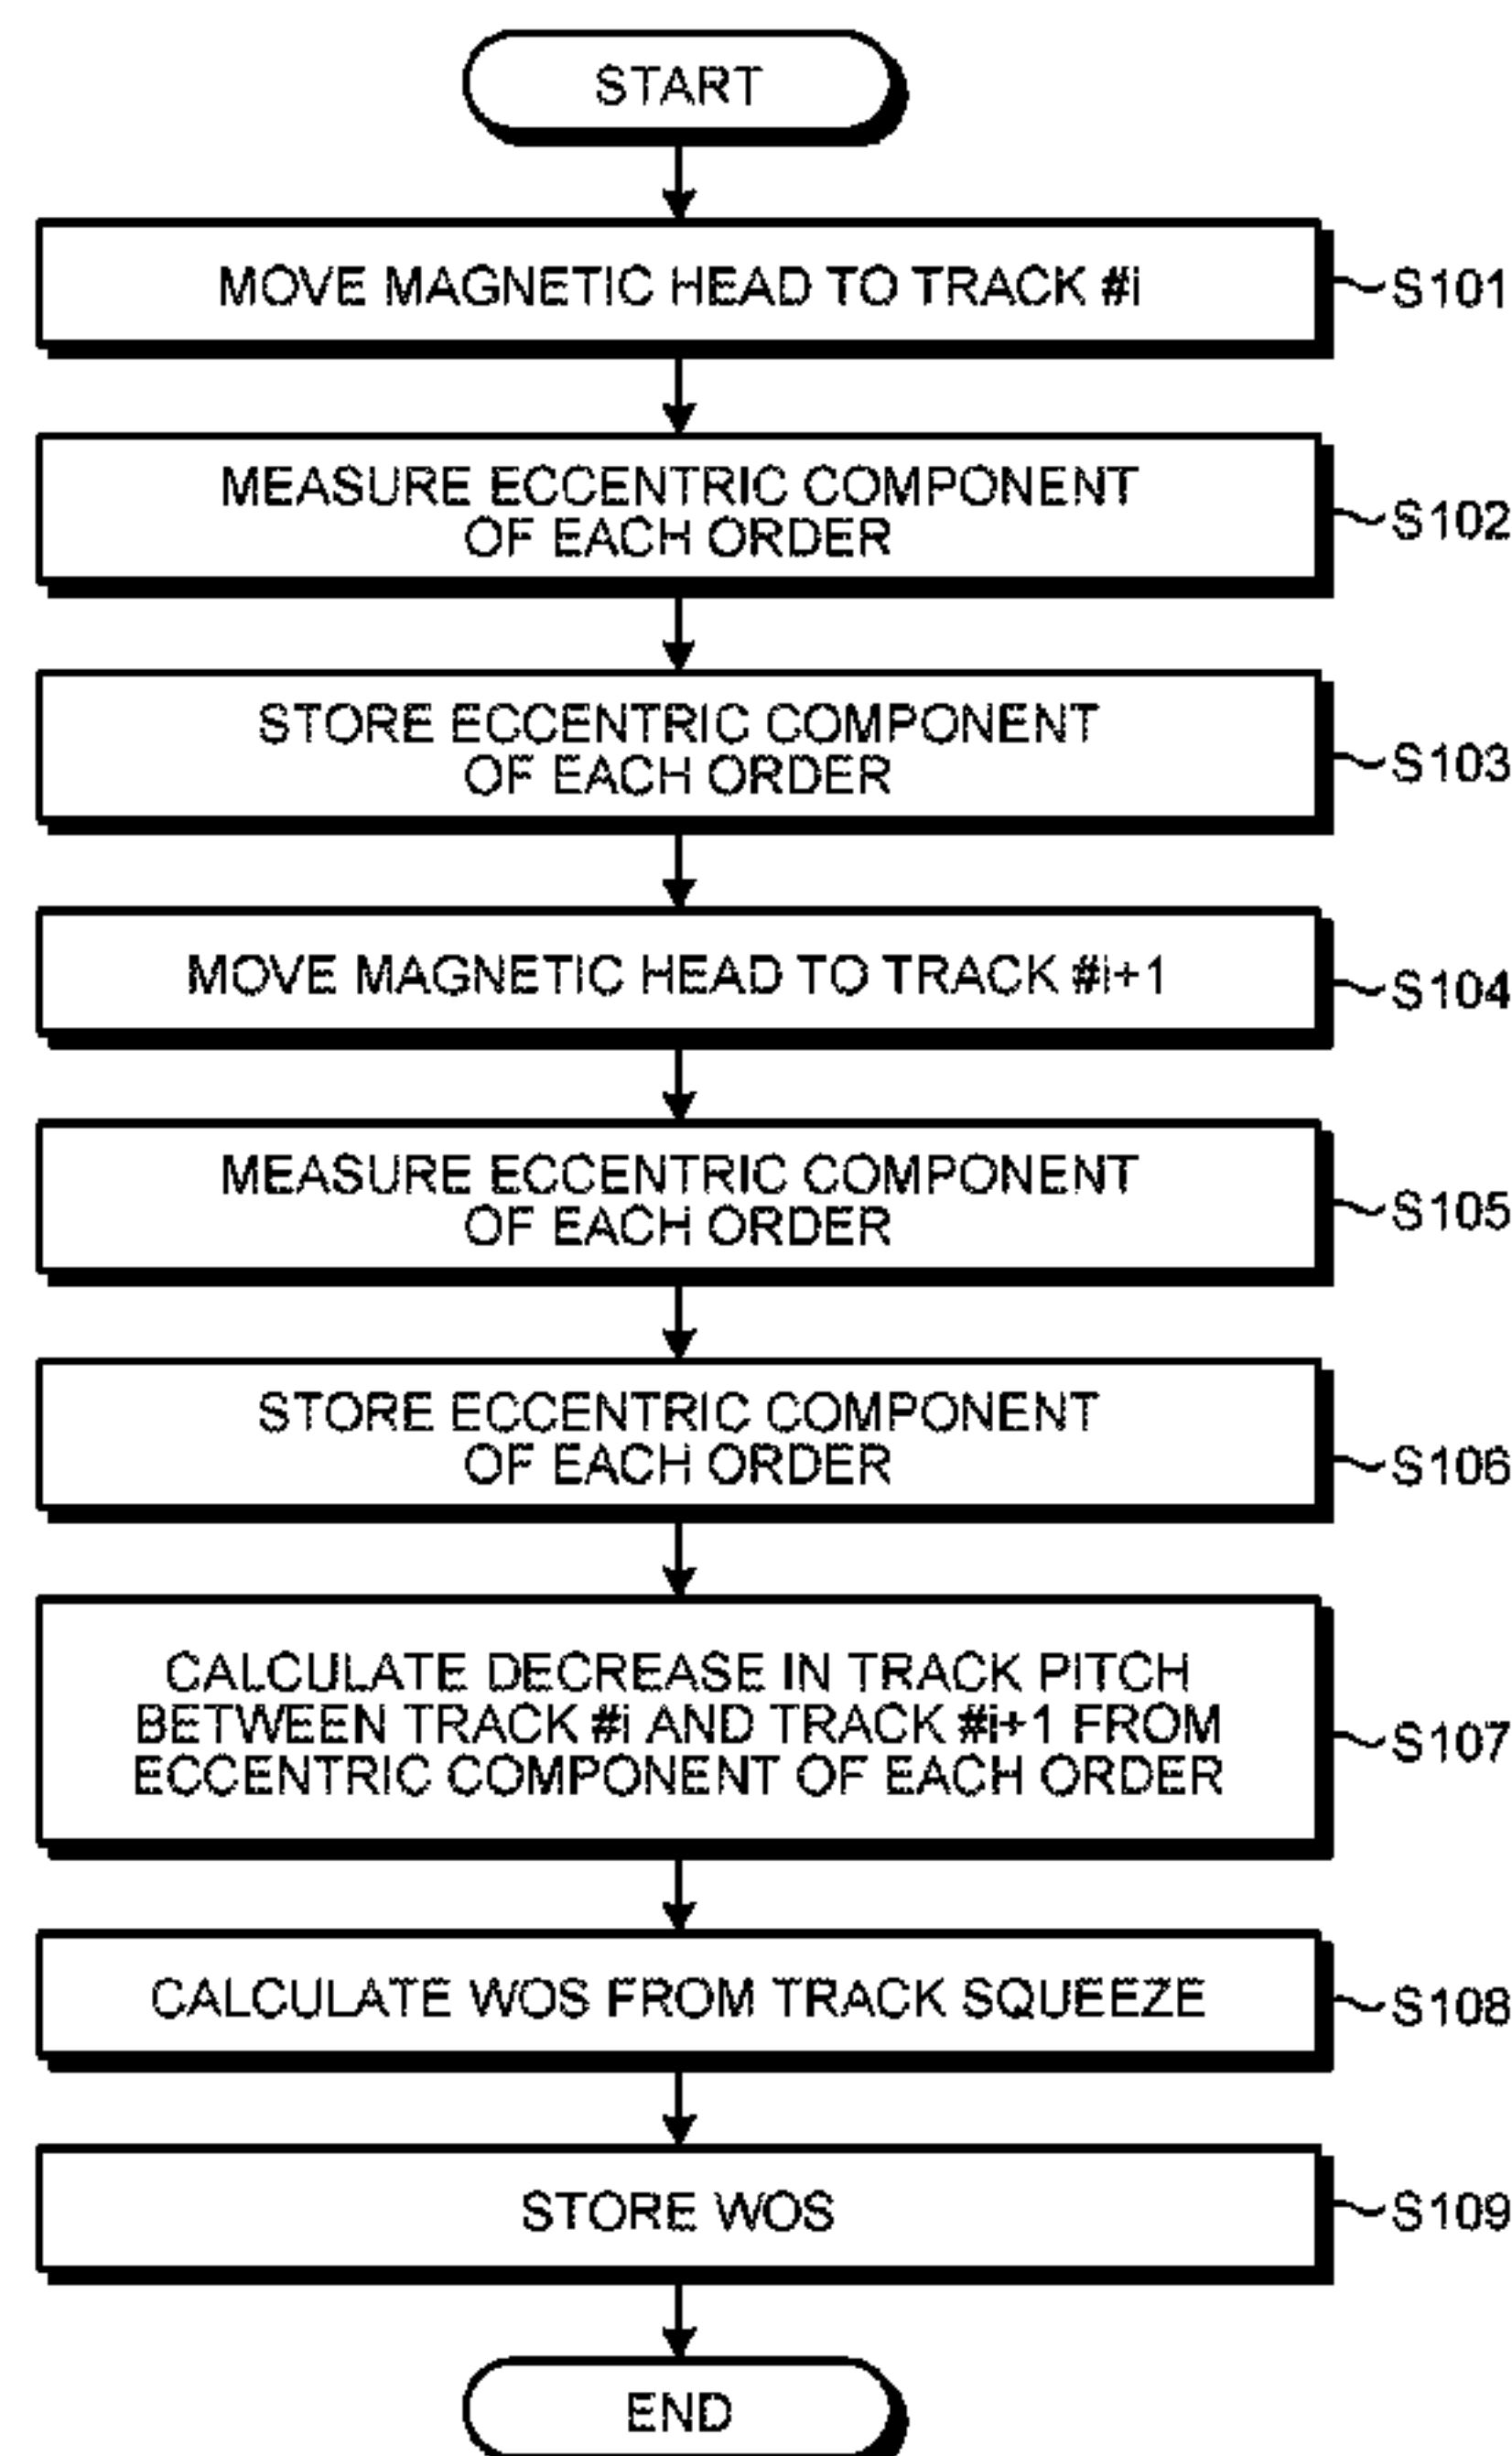 START
MOVE MAGNETIC HEAD TO TRACK #i
S101
MEASURE ECCENTRIC COMPONENT
OF EACH ORDER
S102
STORE ECCENTRIC COMPONENT
OF EACH ORDER
S103
MOVE MAGNETIC HEAD TO TRACK #i+1
S104
MEASURE ECCENTRIC COMPONENT
OF EACH ORDER
S105
STORE ECCENTRIC COMPONENT
OF EACH ORDER
S106
CALCULATE DECREASE IN TRACK PITCH
BETWEEN TRACK #i AND TRACK #i+1 FROM
ECCENTRIC COMPONENT OF EACH ORDER
S107
CALCULATE WOS FROM TRACK SQUEEZE
S108
STORE WOS
S109
END